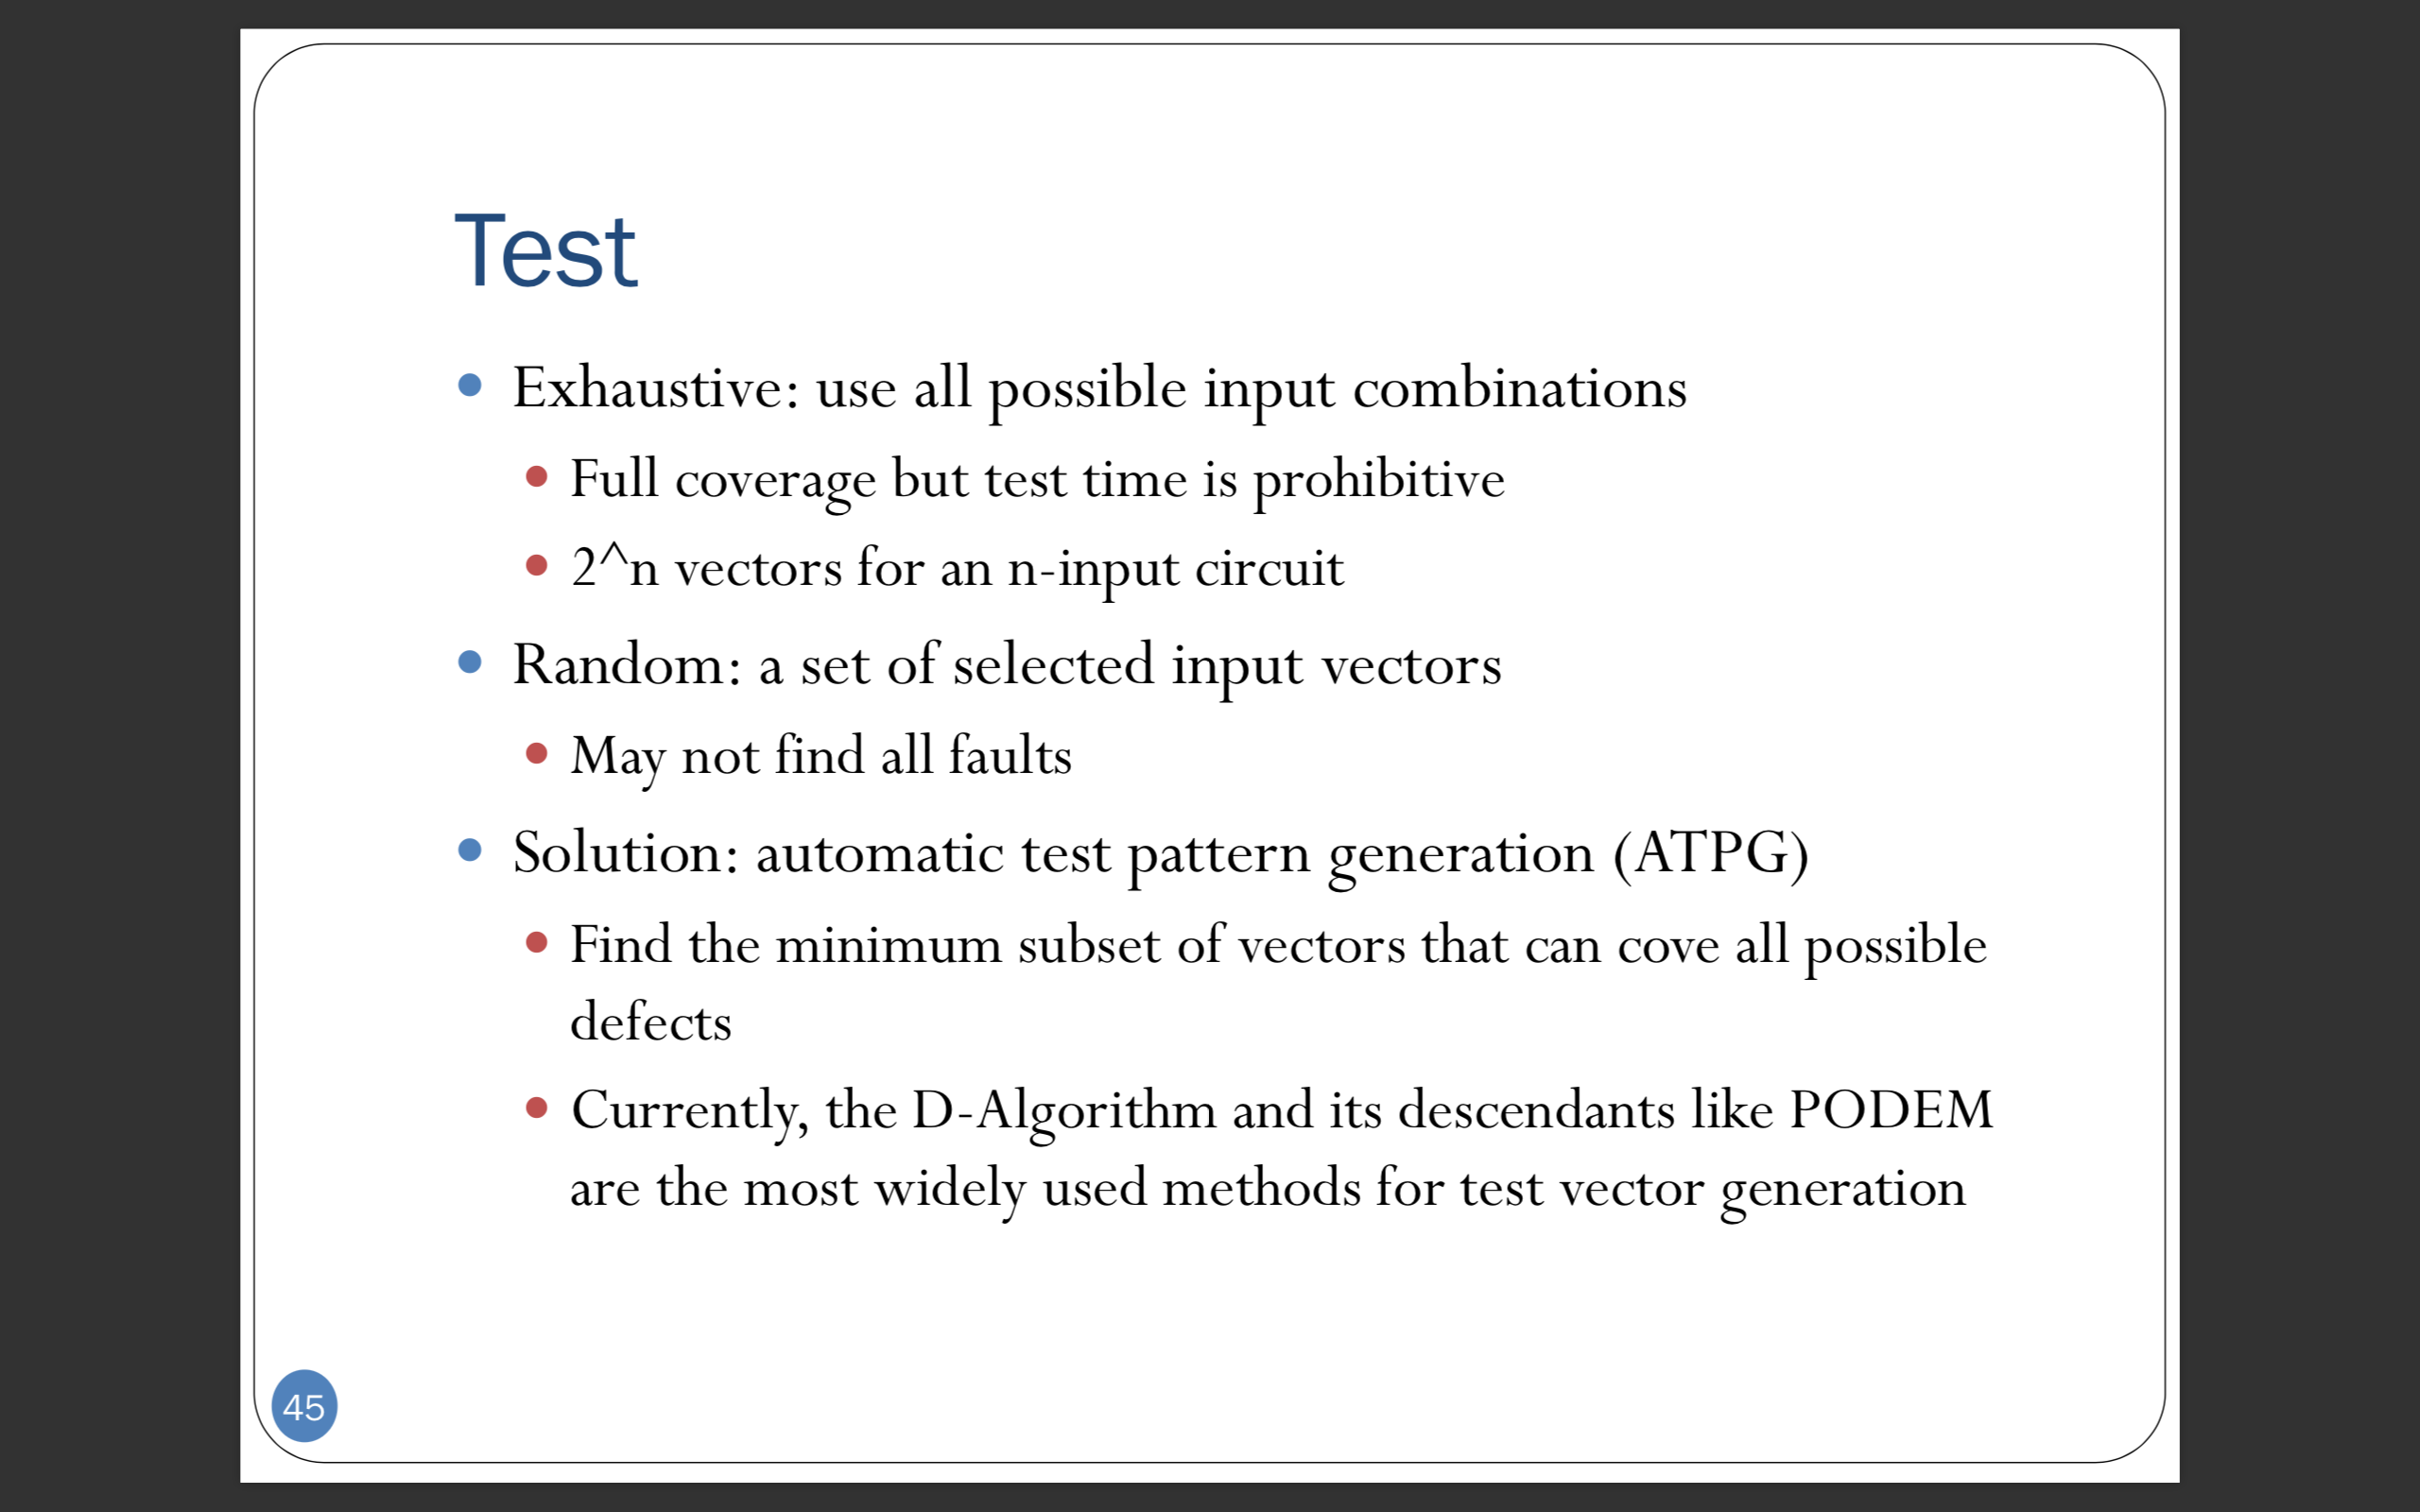 Test
Exhaustive: use all possible input combinations
Full coverage but test time is prohibitive
2^n vectors for an n-input circuit
Random: a set of selected input vectors
May not find all faults
Solution: automatic test pattern generation (ATPG)
Find the minimum subset of vectors that can cove all possible
defects
Currently, the D-Algorithm and its descendants like PODEM
are the most widely used methods for test vector generation
45